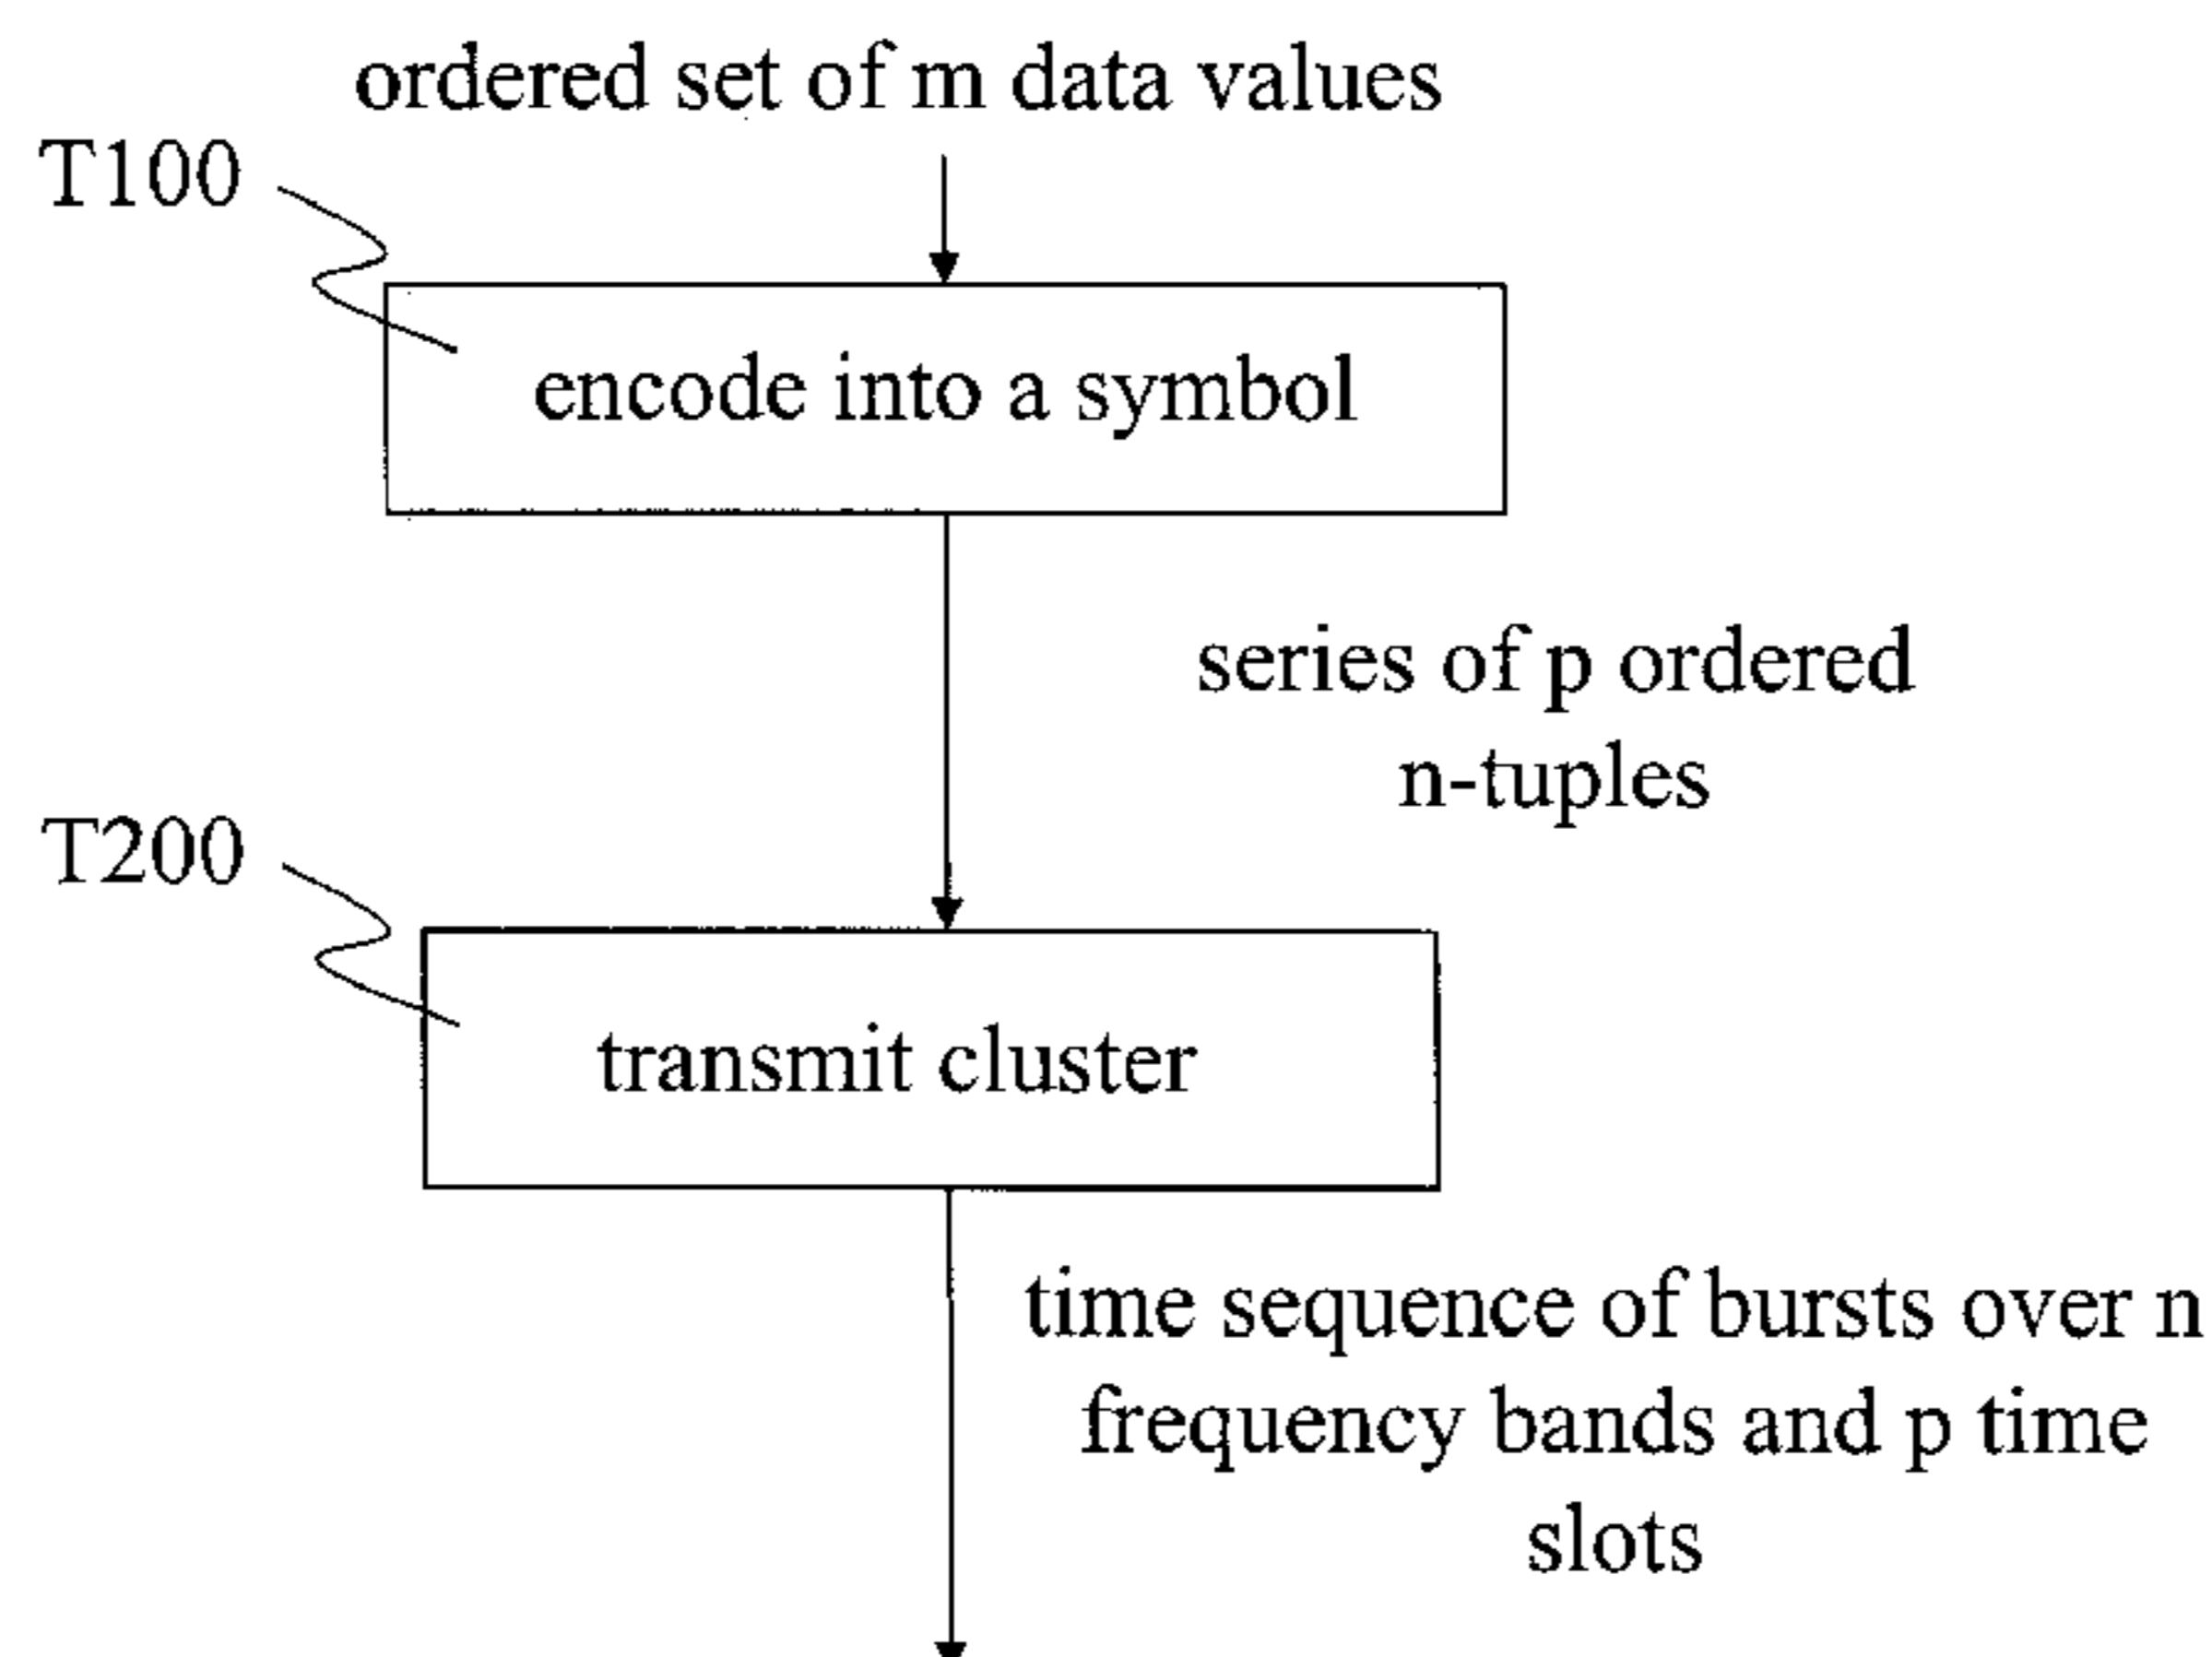 ordered set of m data values
T100
encode into a symbol
series of p ordered
n-tuples
T200
transmit cluster
time sequence of bursts over n
frequency bands and p time
slots